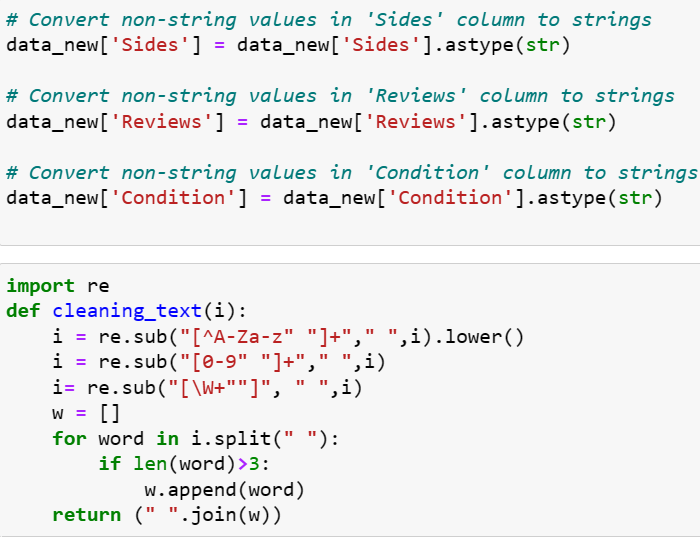 # Convert non-string values in 'Sides' column to strings
data_new['Sides'] = data_new['Sides'].astype(str)
# Convert non-string values in 'Reviews' column to strings
data_new['Reviews'] = data_new['Reviews'].astype(str)
# Convert non-string values in 'Condition' column to strings
data_new['Condition'] = data_new['Condition'].astype(str)
import re
def cleaning_text(i):
    i = re.sub("[^A-Za-z" "]+"," ",i).lower()
    i = re.sub("[0-9" "]+"," ",i)
    i= re.sub("[\W+""]", " ",i)
    w = []
    for word in i.split(" "):
        if len(word)>3:
            w.append(word)
    return (" ".join(w))